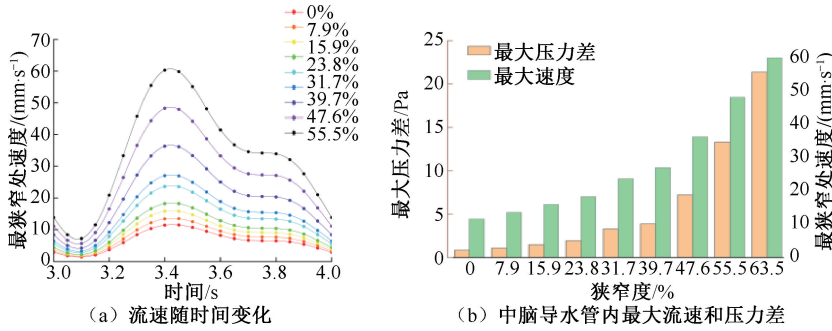 0%
7.9%
15.9%
23.8%
31.7%
39.7%
47.6%
55.5%
最狭窄处速度/(mm·s⁻¹)
70
60
50
40
30
20
10
0
3.0 3.2 3.4 3.6 3.8 4.0
时间/s
(a) 流速随时间变化
最大压力差
最大速度
最大压力差/Pa
25
20
15
10
5
0
最狭窄处速度/(mm·s⁻¹)
60
50
40
30
20
10
0
0 7.9 15.9 23.8 31.7 39.7 47.6 55.5 63.5
狭窄度/%
(b) 中脑导水管内最大流速和压力差